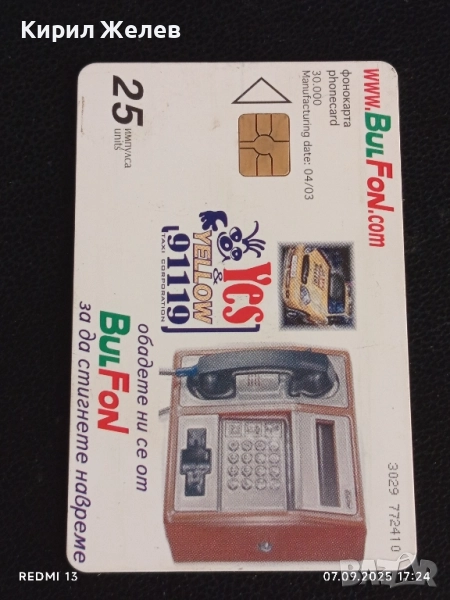 Кирил Желев
www.BULFON.com
фонокарта
phonecard
30.000
Manufacturing date: 04/03
25 импулса
units
YES
&
YELLOW
91119
TAXI CORPORATION
обадете ни се от
BULFON
за да стигнете навреме
3029 772410
REDMI 13
07.09.2025 17:24
BAZAR